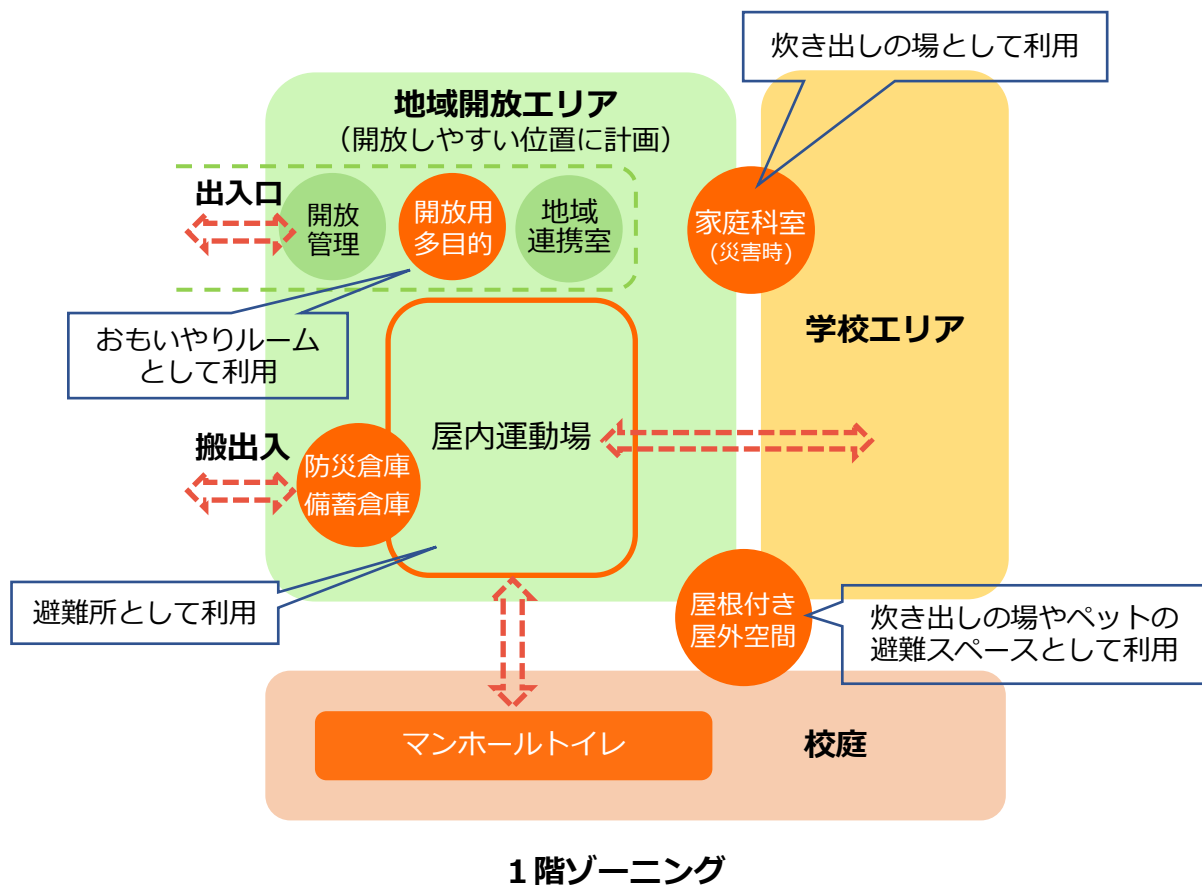 炊き出しの場として利用
地域開放エリア
（開放しやすい位置に計画）
出入口
開放
管理
開放用
多目的
地域
連携室
家庭科室
(災害時)
おもいやりルーム
として利用
学校エリア
屋内運動場
搬出入
防災倉庫
備蓄倉庫
避難所として利用
屋根付き
屋外空間
炊き出しの場やペットの
避難スペースとして利用
マンホールトイレ
校庭
１階ゾーニング